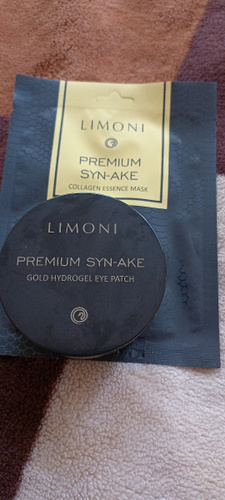 LIMONI
PREMIUM
SYN-AKE
COLLAGEN ESSENCE MASK
LIMONI
PREMIUM SYN-AKE
GOLD HYDROGEL EYE PATCH